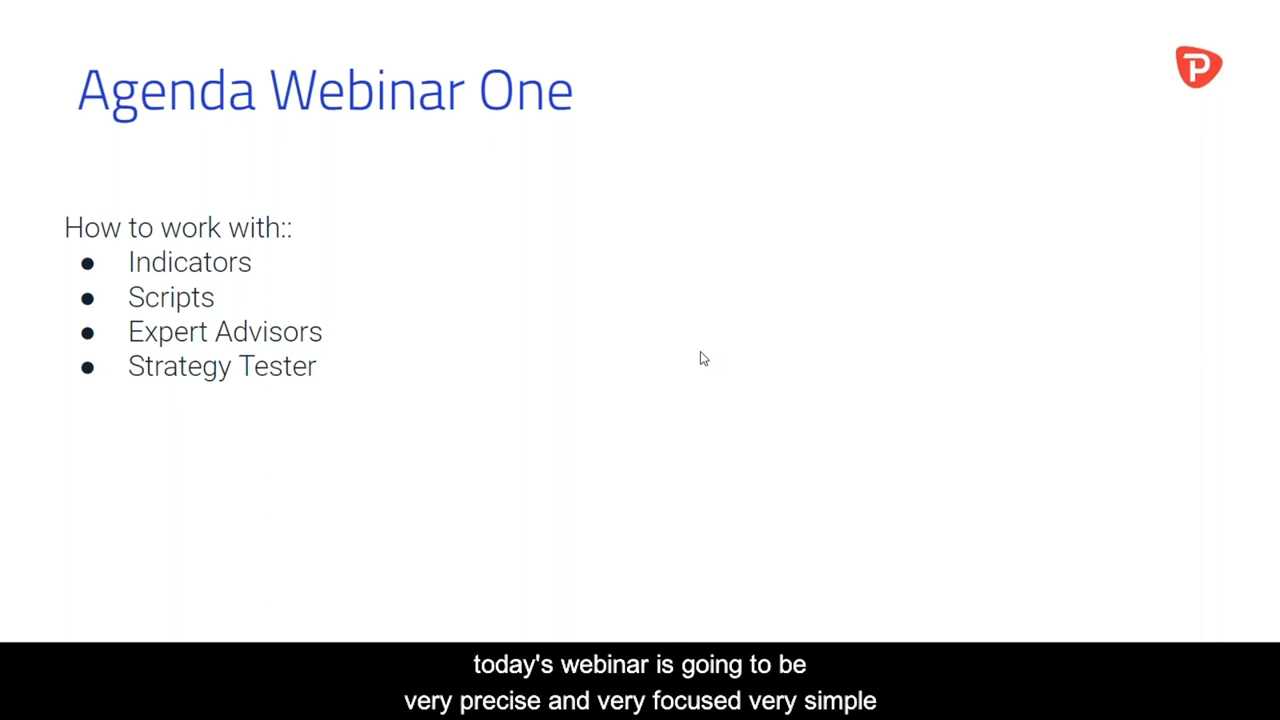 Agenda Webinar One
P
How to work with::
● Indicators
● Scripts
● Expert Advisors
● Strategy Tester
today's webinar is going to be
very precise and very focused very simple